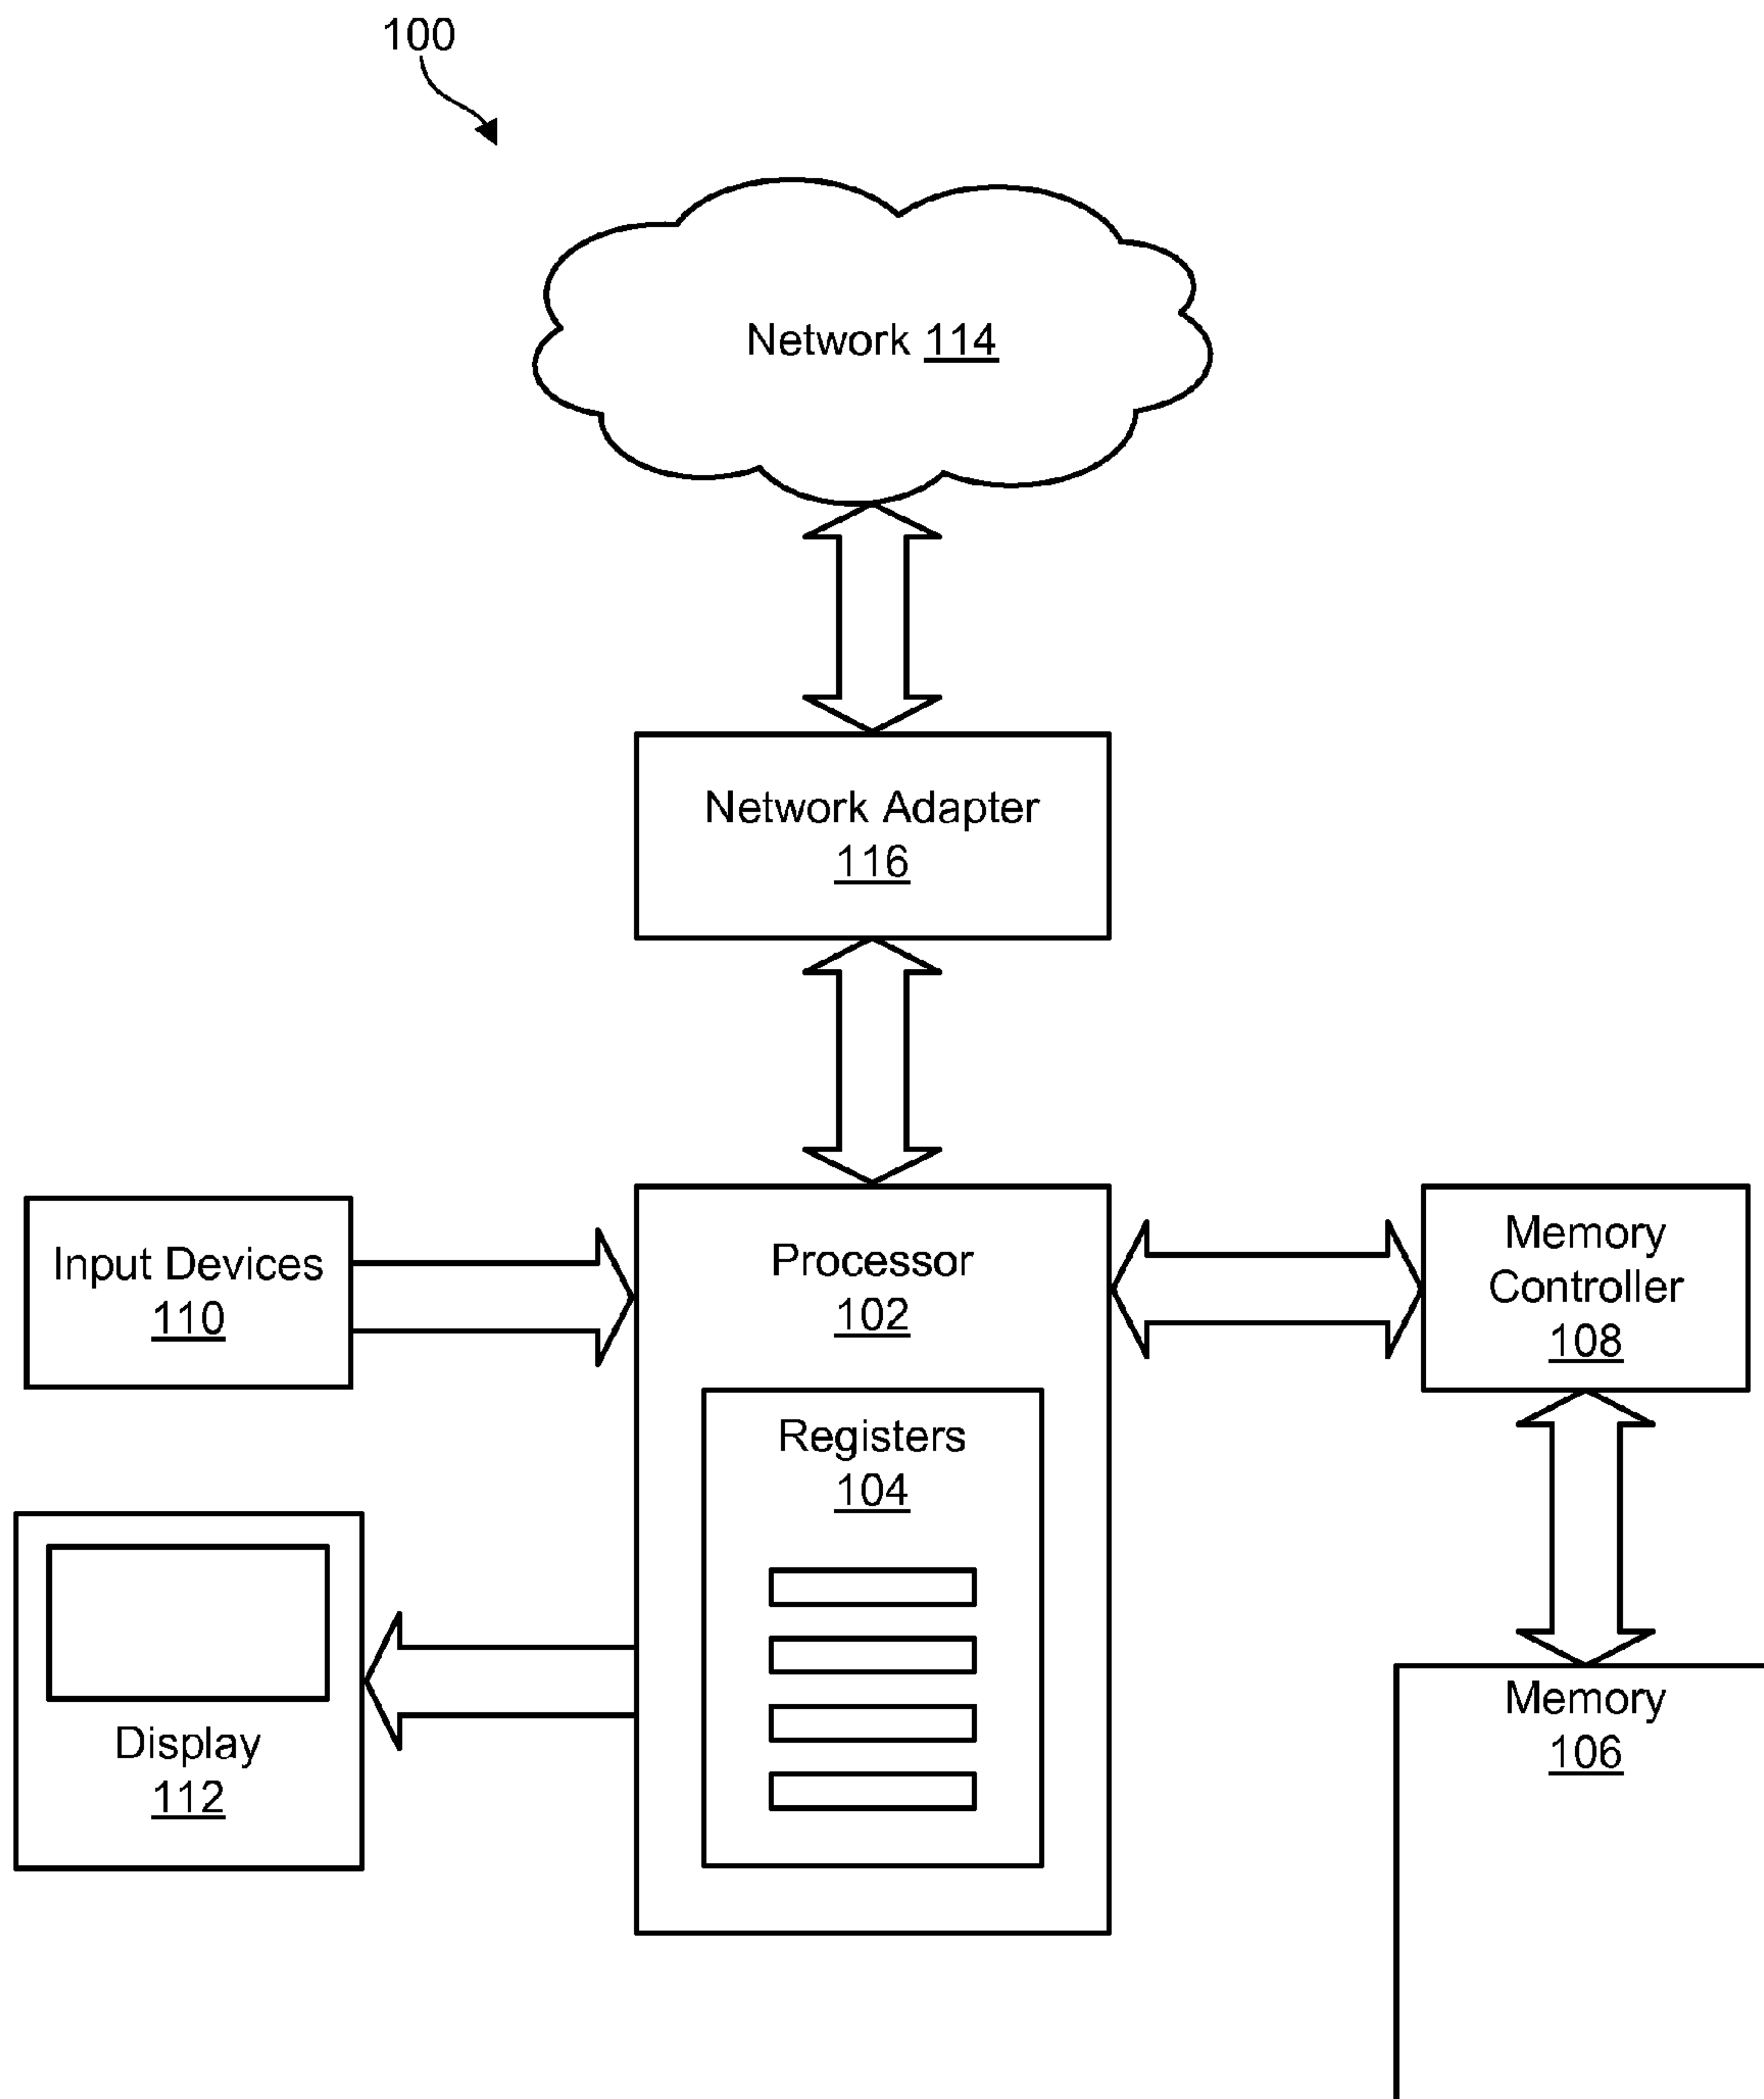 100
Network 114
Network Adapter
116
Input Devices
110
Processor
102
Memory
Controller
108
Registers
104
Display
112
Memory
106